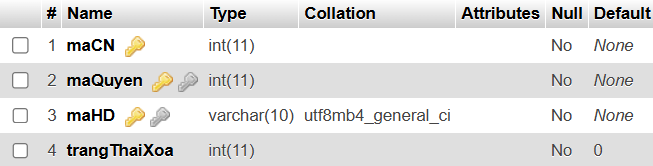 # Name Type Collation Attributes Null Default
1 maCN int(11) No None
2 maQuyen int(11) No None
3 maHD varchar(10) utf8mb4_general_ci No None
4 trangThaiXoa int(11) No 0